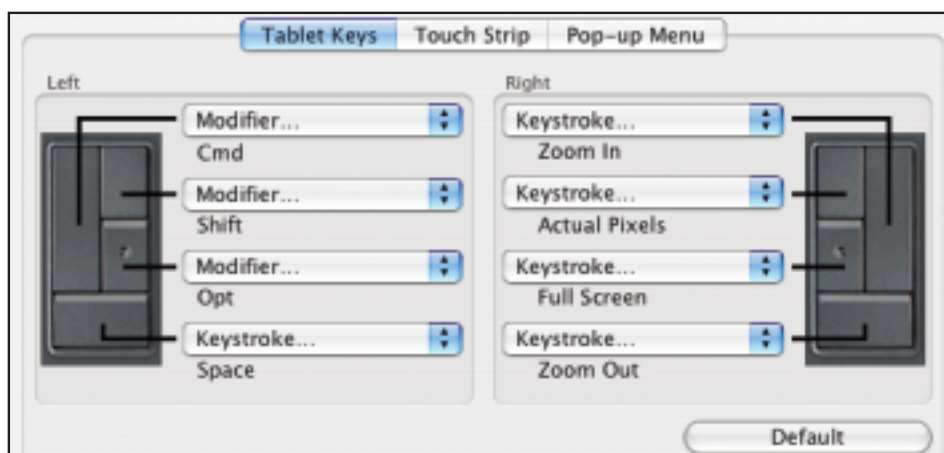 Tablet Keys Touch Strip Pop-up Menu
Left
Modifier...
Cmd
Modifier...
Shift
Modifier...
Opt
Keystroke...
Space
Right
Keystroke...
Zoom In
Keystroke...
Actual Pixels
Keystroke...
Full Screen
Keystroke...
Zoom Out
Default